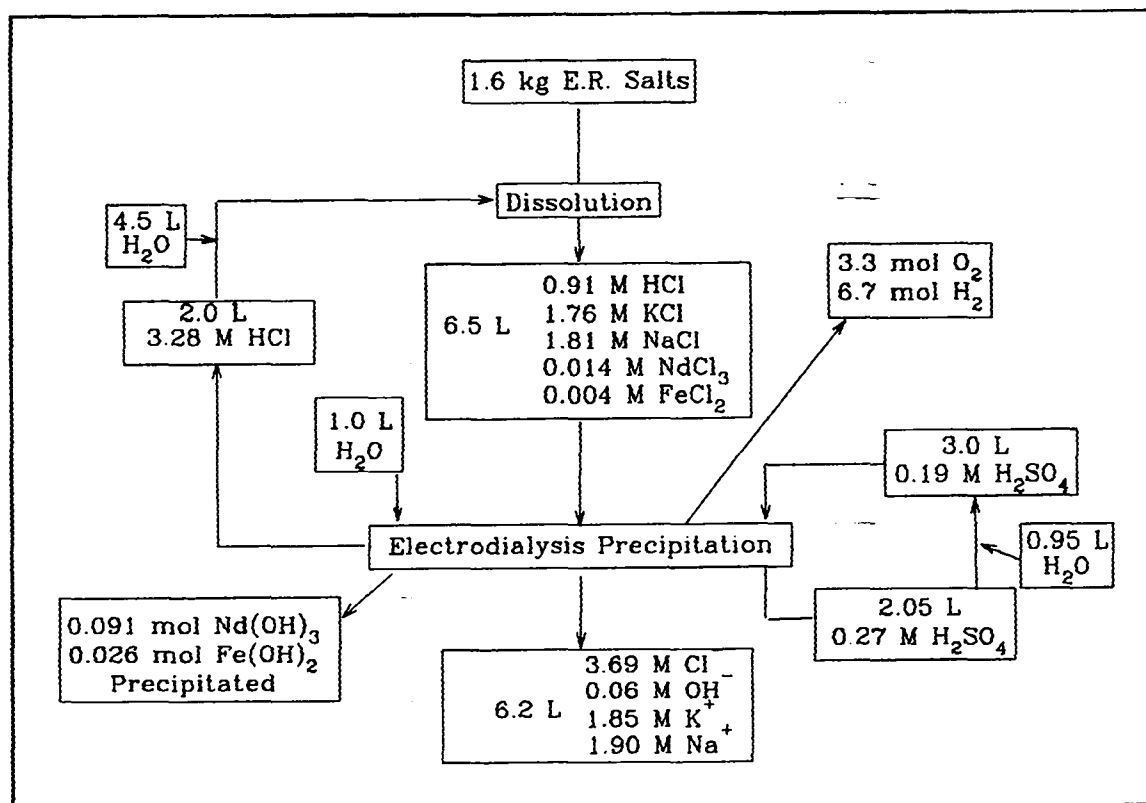 1.6 kg E.R. Salts
Dissolution
4.5 L
H₂O
2.0 L
3.28 M HCl
6.5 L
0.91 M HCl
1.76 M KCl
1.81 M NaCl
0.014 M NdCl₃
0.004 M FeCl₂
3.3 mol O₂
6.7 mol H₂
1.0 L
H₂O
3.0 L
0.19 M H₂SO₄
Electrodialysis Precipitation
0.95 L
H₂O
2.05 L
0.27 M H₂SO₄
0.091 mol Nd(OH)₃
0.026 mol Fe(OH)₂
Precipitated
6.2 L
3.69 M Cl⁻
0.06 M OH⁻
1.85 M K⁺
1.90 M Na⁺